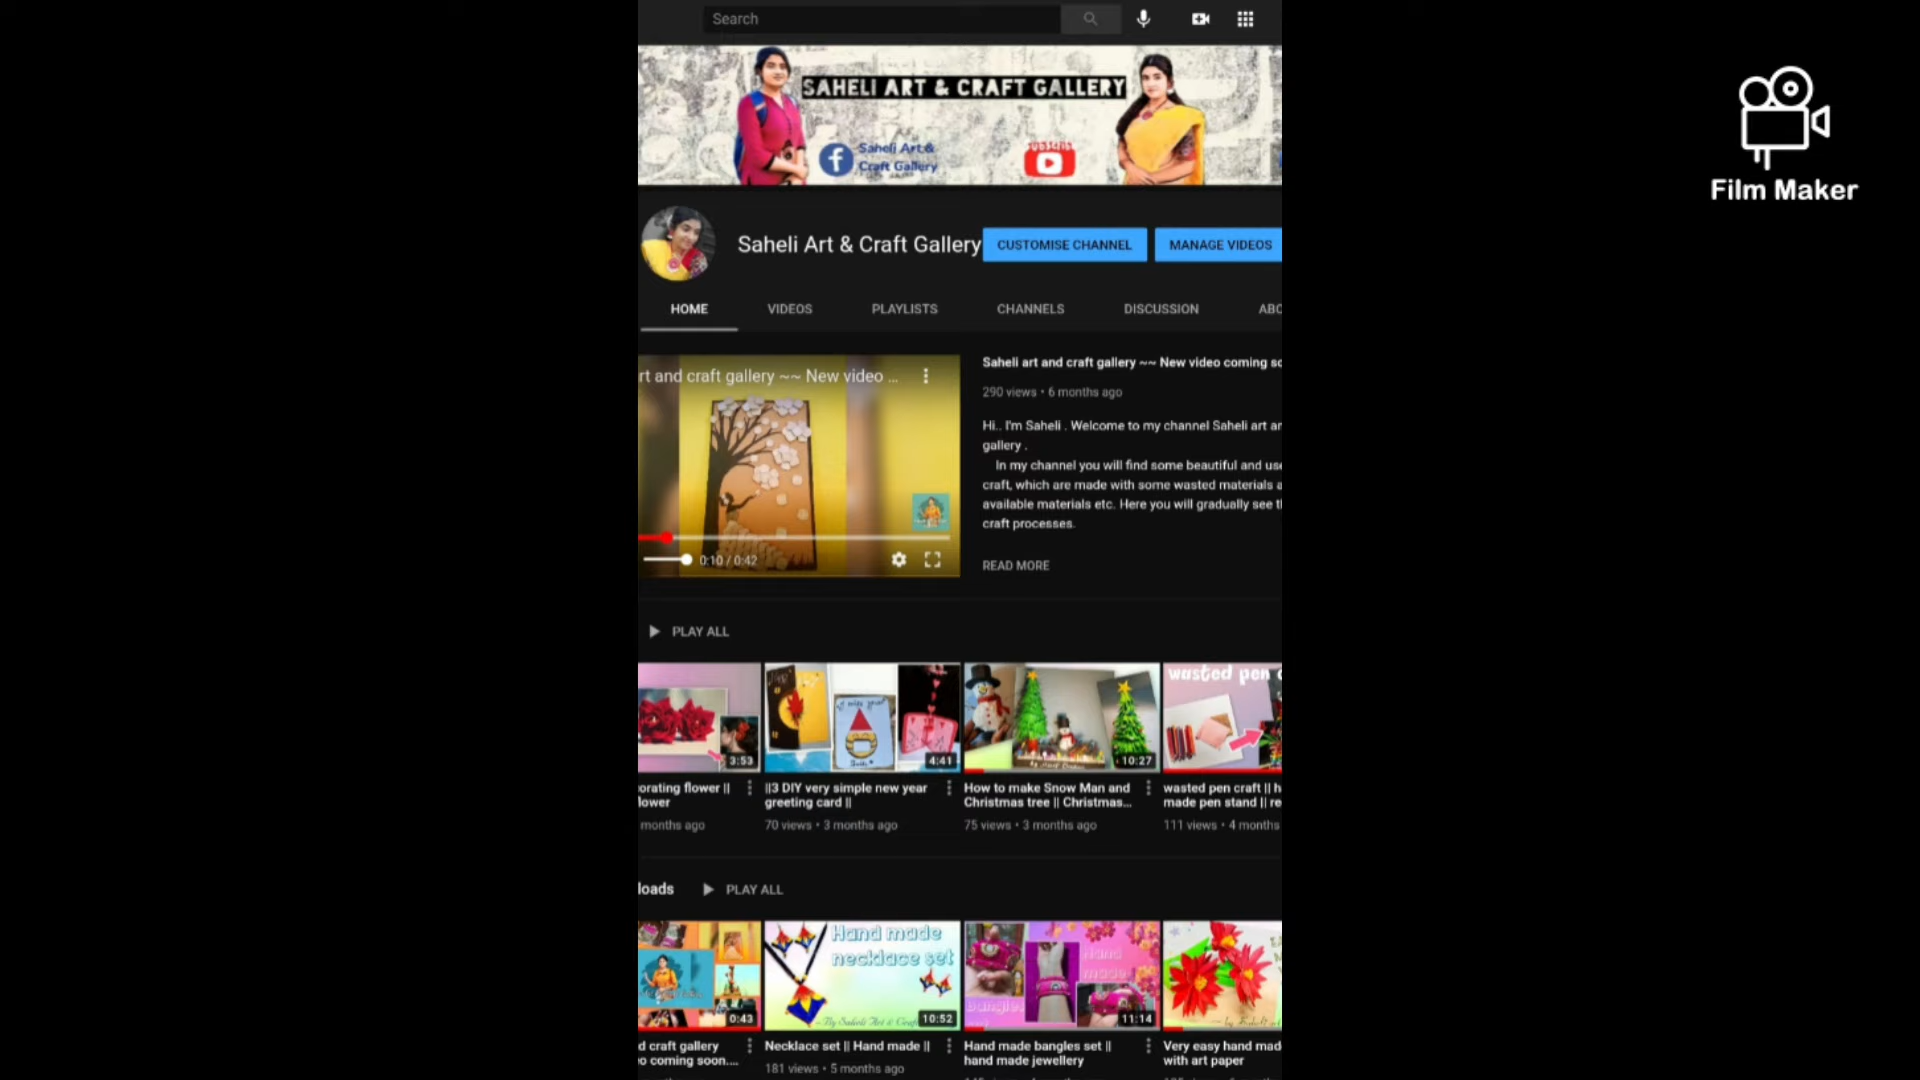 Search
SAHELI ART & CRAFT GALLERY
Saheli Art &
Craft Gallery
Film Maker
Saheli Art & Craft Gallery
CUSTOMISE CHANNEL
MANAGE VIDEOS
HOME
VIDEOS
PLAYLISTS
CHANNELS
DISCUSSION
ABO
rt and craft gallery ~~ New video ...
0:10 / 0:42
Saheli art and craft gallery ~~ New video coming so
290 views • 6 months ago
Hi.. I'm Saheli . Welcome to my channel Saheli art ar
gallery .
In my channel you will find some beautiful and use
craft, which are made with some wasted materials a
available materials etc. Here you will gradually see th
craft processes.
READ MORE
PLAY ALL
3:53
4:41
10:27
wasted pen c
orating flower ||
lower
months ago
||3 DIY very simple new year
greeting card ||
70 views • 3 months ago
How to make Snow Man and
Christmas tree || Christmas...
75 views • 3 months ago
wasted pen craft || h
made pen stand || re
111 views • 4 months
loads
PLAY ALL
0:43
Hand made
necklace set
10:52
Hand
made
Bangles
11:14
d craft gallery
o coming soon....
Necklace set || Hand made ||
181 views • 5 months ago
Hand made bangles set ||
hand made jewellery
Very easy hand mad
with art paper